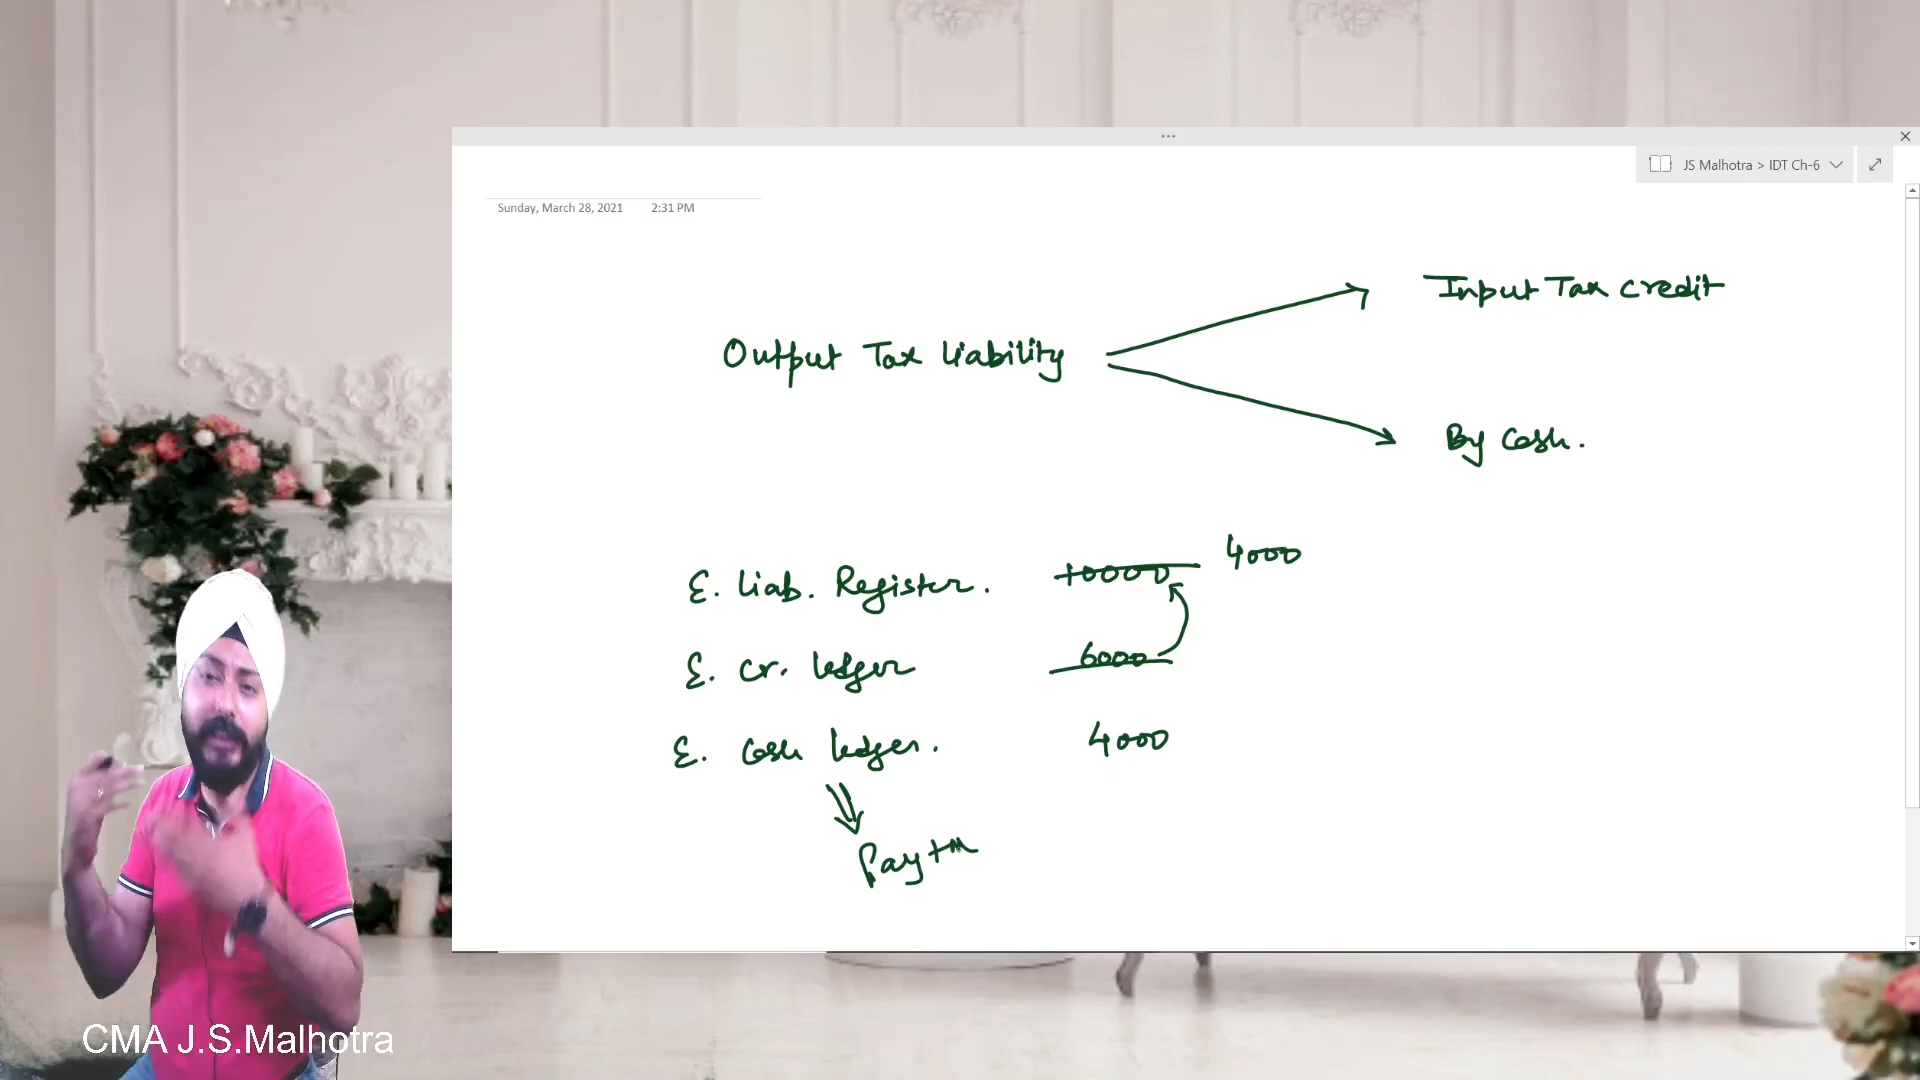 JS Malhotra > IDT Ch-6
Sunday, March 28, 2021 2:31 PM
Input Tax Credit
Output Tax Liability
By Cash.
E. Liab. Register. 10000 4000
E. Cr. Ledger 6000
E. Cash Ledger. 4000
Paytm
CMA J.S.Malhotra